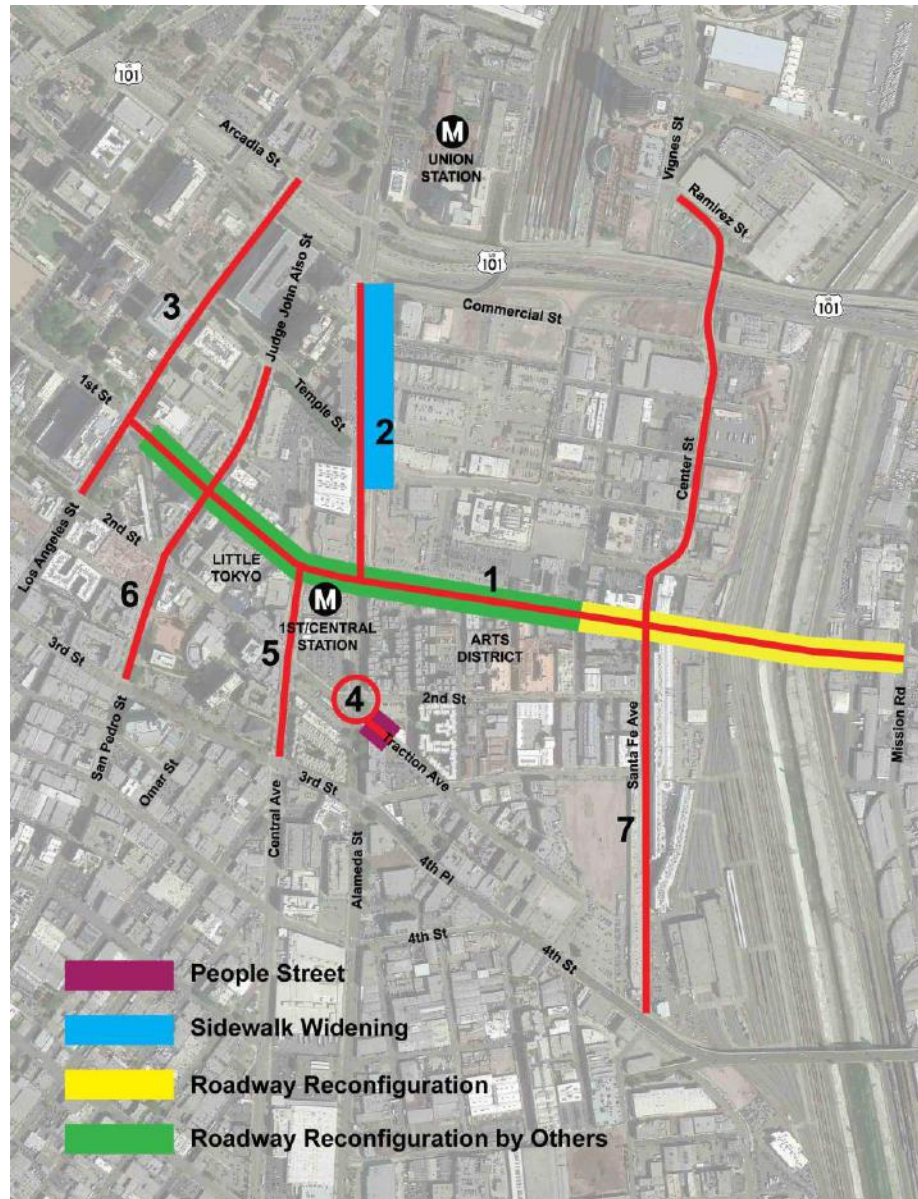 US
101
Arcadia St
M
UNION
STATION
Vignes St
Ramirez St
Judge John Aiso St
US
101
Commercial St
US
101
3
1st St
Temple St
2
Center St
Los Angeles St
2nd St
LITTLE
TOKYO
1
6
M
1ST/CENTRAL
STATION
5
ARTS
DISTRICT
3rd St
4
2nd St
San Pedro St
Traction Ave
Santa Fe Ave
Mission Rd
Omar St
3rd St
Central Ave
7
Alameda St
4th Pl
4th St
4th St
People Street
Sidewalk Widening
Roadway Reconfiguration
Roadway Reconfiguration by Others